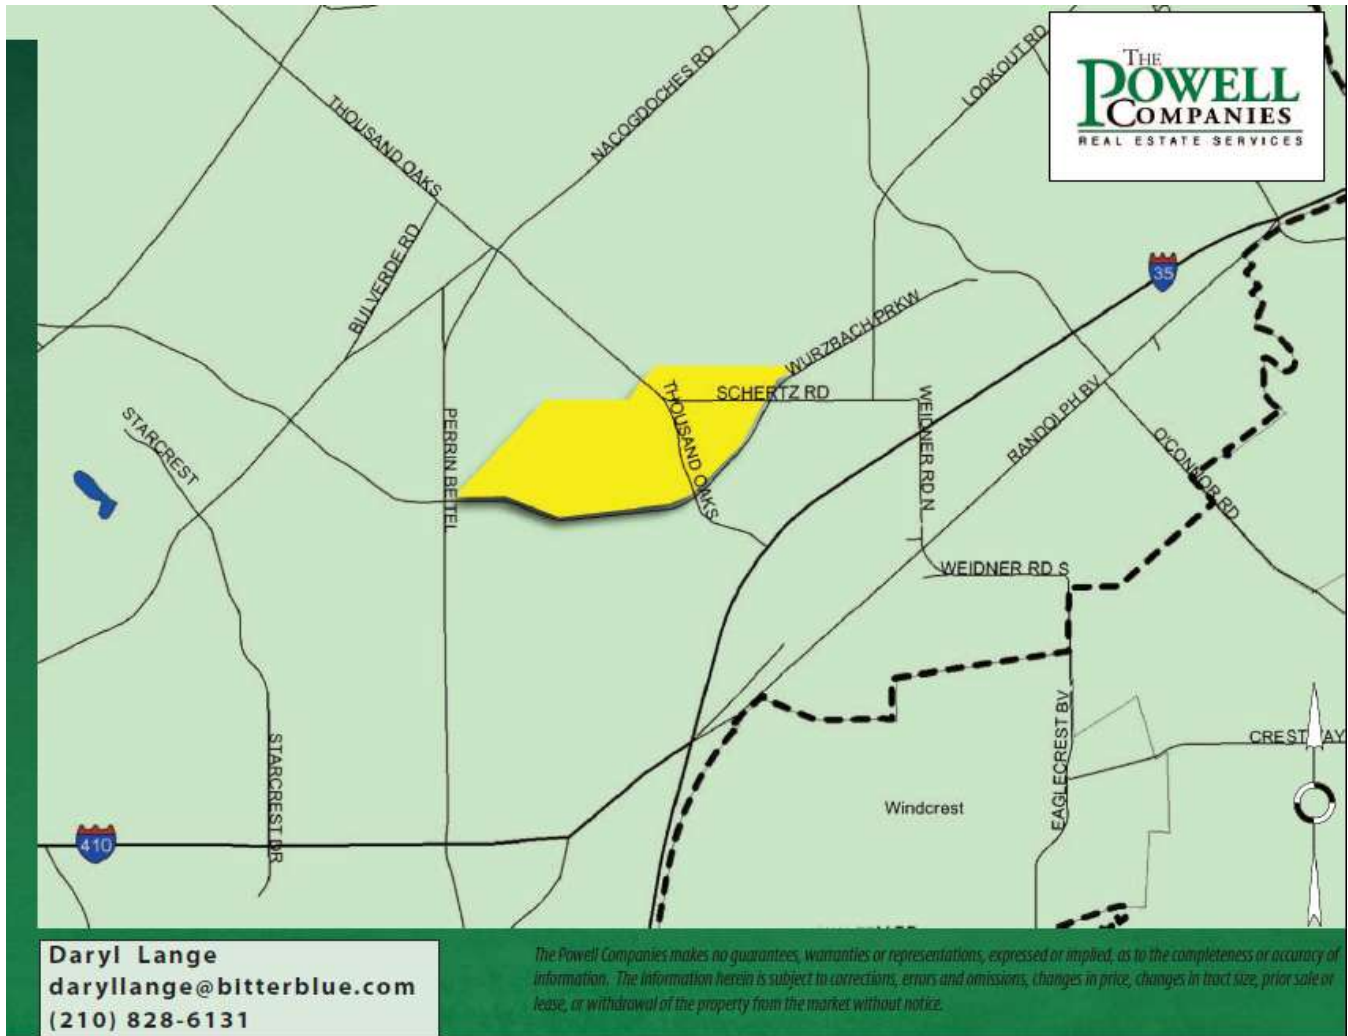 THE
POWELL
COMPANIES
REAL ESTATE SERVICES
THOUSAND OAKS
NACOGDOCHES RD
LOOKOUT RD
BULVERDE RD
35
WURZBACH PRKW
SCHERTZ RD
THOUSAND OAKS
WEIDNER RD N
RANDOLPH BV
O'CONNOR RD
STARCREST
PERRIN BEITEL
WEIDNER RD S
EAGLECREST BV
STARCREST DR
Windcrest
410
Daryl Lange
daryllange@bitterblue.com
(210) 828-6131
The Powell Companies makes no guarantees, warranties or representations, expressed or implied, as to the completeness or accuracy of
information. The information herein is subject to corrections, errors and omissions, changes in price, changes in tract size, prior sale or
lease, or withdrawal of the property from the market without notice.